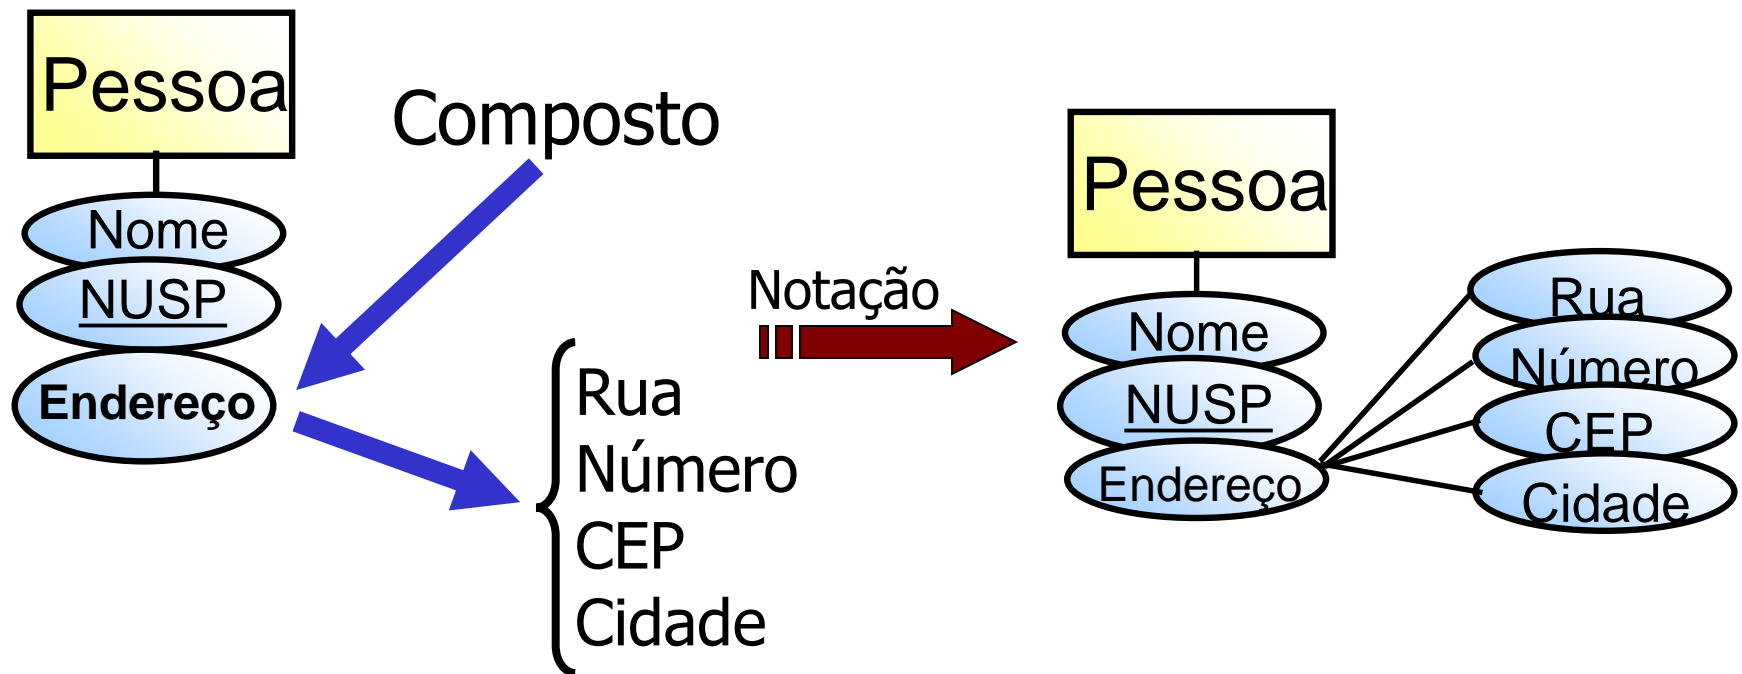 Pessoa
Nome
NUSP
Endereço
Composto
Rua
Número
CEP
Cidade
Notação
Pessoa
Nome
NUSP
Endereço
Rua
Número
CEP
Cidade